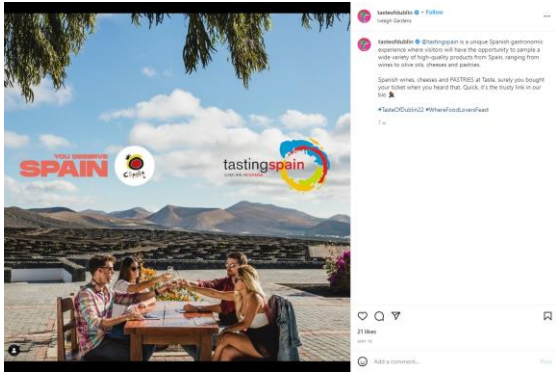 YOU DESERVE
SPAIN
España
tastingspain
tasteofdublin • Follow
Iveagh Gardens
tasteofdublin @tastingspain is a unique Spanish gastronomic
experience where visitors will have the opportunity to sample a
wide variety of high-quality products from Spain, ranging from
wines to olive oils, cheeses and pastries.
Spanish wines, cheeses and PASTRIES at Taste, surely you bought
your ticket when you heard that. Quick, it's the trusty link in our
bio
#TasteOfDublin22 #WhereFoodLoversFeast
21 likes
Add a comment...
Post